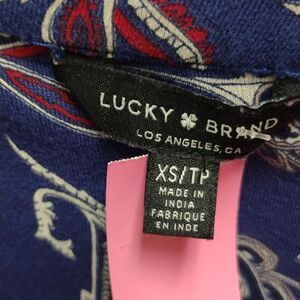 LUCKY BRAND
LOS ANGELES, CA
XS/TP
MADE IN
INDIA
FABRIQUE
EN INDE